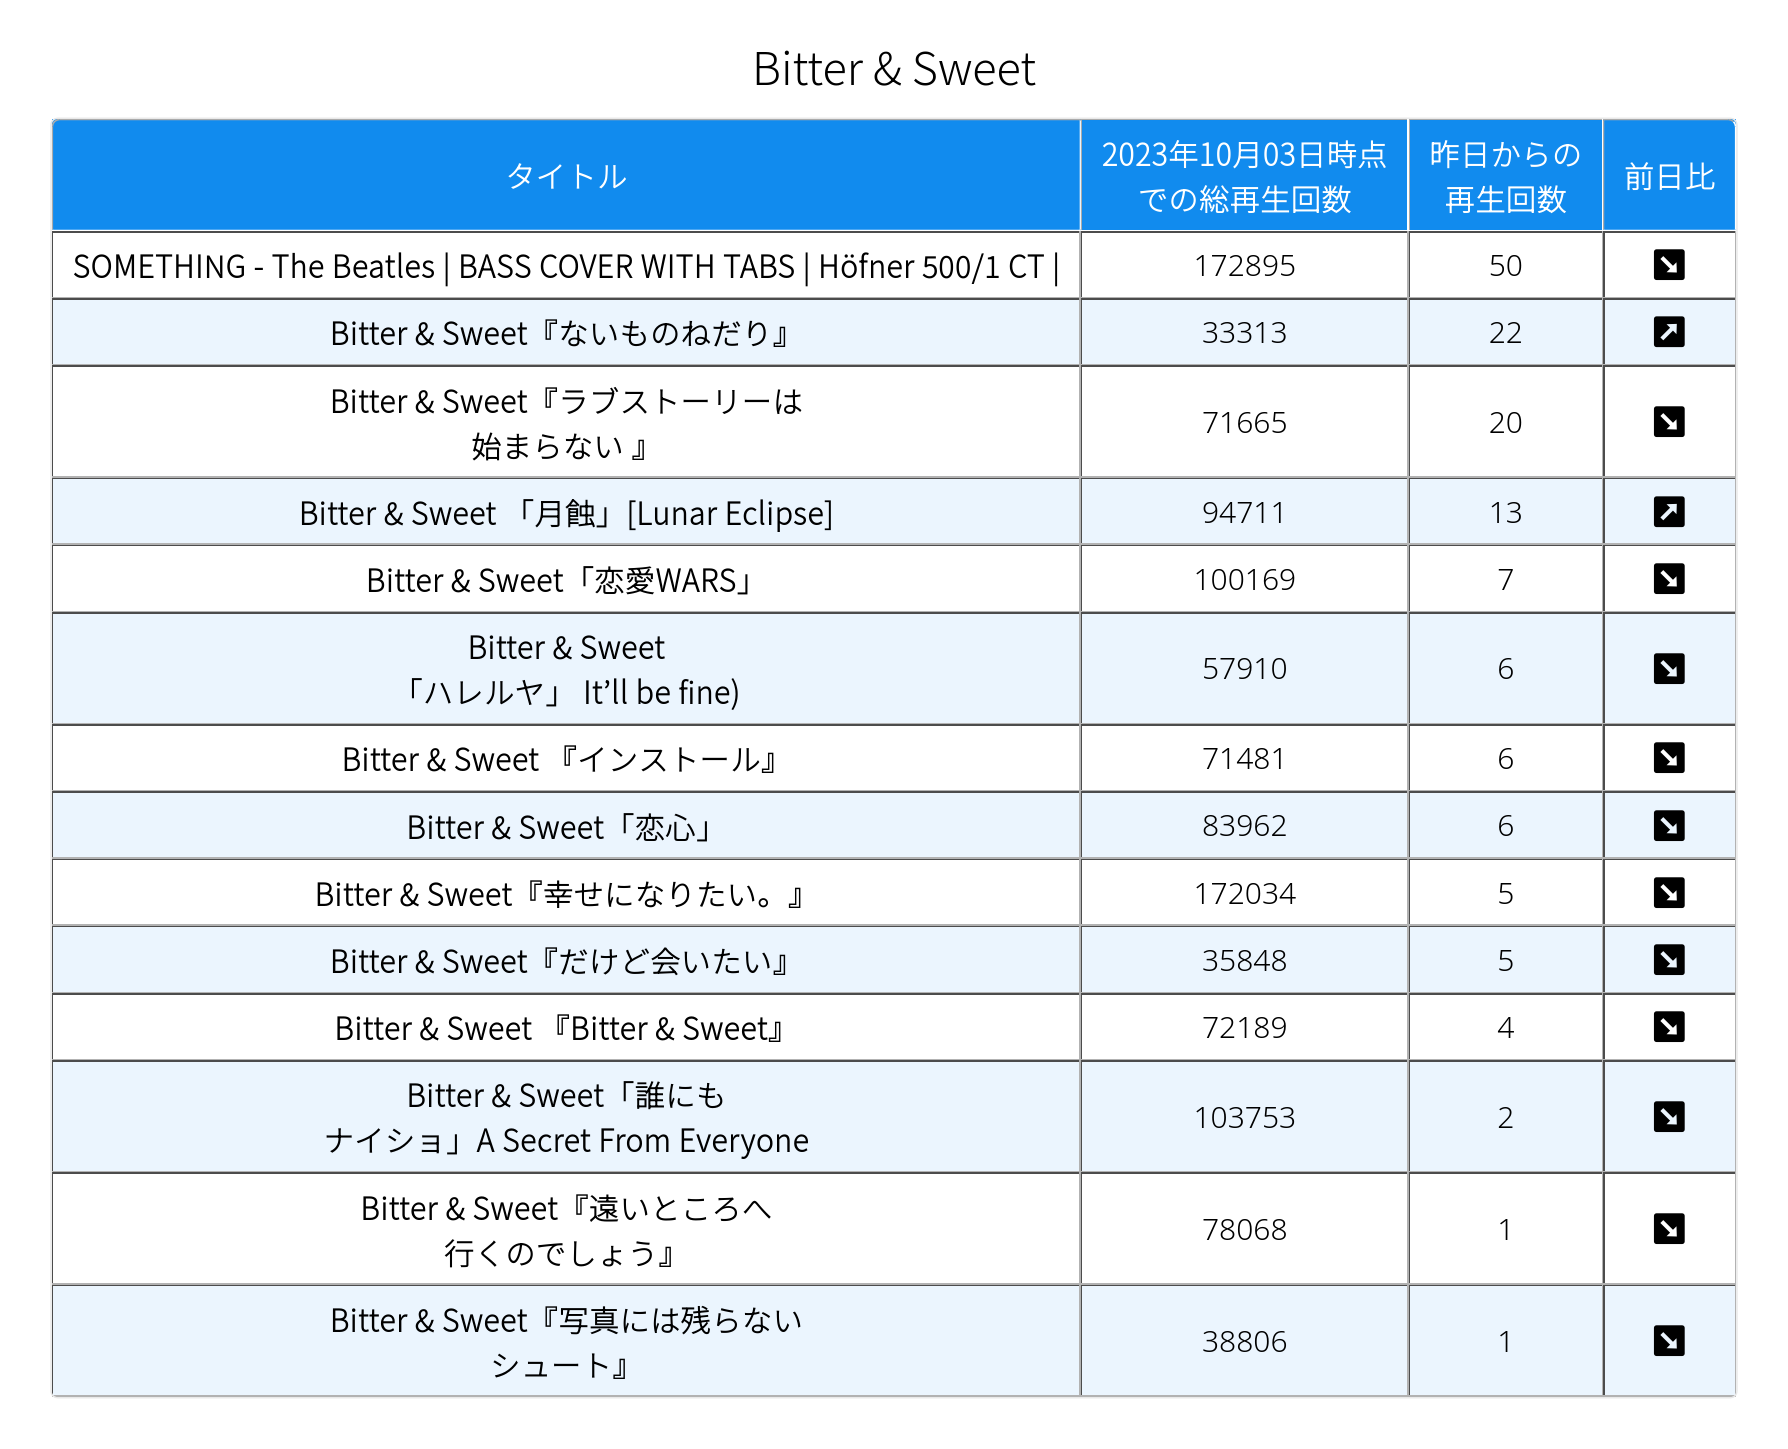 Bitter & Sweet
タイトル
2023年10月03日時点
での総再生回数
昨日からの
再生回数
前日比
SOMETHING - The Beatles | BASS COVER WITH TABS | Höfner 500/1 CT |
172895
50
Bitter & Sweet『ないものねだり』
33313
22
Bitter & Sweet『ラブストーリーは
始まらない 』
71665
20
Bitter & Sweet 「月蝕」[Lunar Eclipse]
94711
13
Bitter & Sweet「恋愛WARS」
100169
7
Bitter & Sweet
「ハレルヤ」 It’ll be fine)
57910
6
Bitter & Sweet 『インストール』
71481
6
Bitter & Sweet「恋心」
83962
6
Bitter & Sweet『幸せになりたい。』
172034
5
Bitter & Sweet『だけど会いたい』
35848
5
Bitter & Sweet 『Bitter & Sweet』
72189
4
Bitter & Sweet「誰にも
ナイショ」A Secret From Everyone
103753
2
Bitter & Sweet『遠いところへ
行くのでしょう』
78068
1
Bitter & Sweet『写真には残らない
シュート』
38806
1